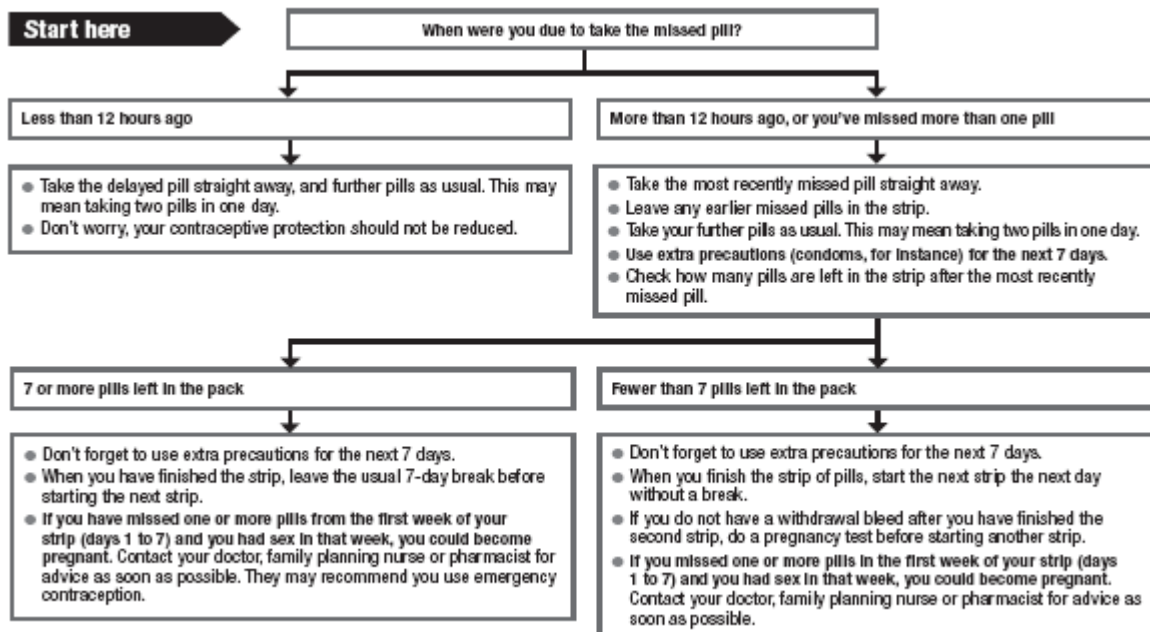 Start here
When were you due to take the missed pill?
Less than 12 hours ago
More than 12 hours ago, or you've missed more than one pill
● Take the delayed pill straight away, and further pills as usual. This may
mean taking two pills in one day.
● Don't worry, your contraceptive protection should not be reduced.
● Take the most recently missed pill straight away.
● Leave any earlier missed pills in the strip.
● Take your further pills as usual. This may mean taking two pills in one day.
● Use extra precautions (condoms, for instance) for the next 7 days.
● Check how many pills are left in the strip after the most recently
missed pill.
7 or more pills left in the pack
Fewer than 7 pills left in the pack
● Don't forget to use extra precautions for the next 7 days.
● When you have finished the strip, leave the usual 7-day break before
starting the next strip.
● If you have missed one or more pills from the first week of your
strip (days 1 to 7) and you had sex in that week, you could become
pregnant. Contact your doctor, family planning nurse or pharmacist for
advice as soon as possible. They may recommend you use emergency
contraception.
● Don't forget to use extra precautions for the next 7 days.
● When you finish the strip of pills, start the next strip the next day
without a break.
● If you do not have a withdrawal bleed after you have finished the
second strip, do a pregnancy test before starting another strip.
● If you missed one or more pills in the first week of your strip (days
1 to 7) and you had sex in that week, you could become pregnant.
Contact your doctor, family planning nurse or pharmacist for advice as
soon as possible.